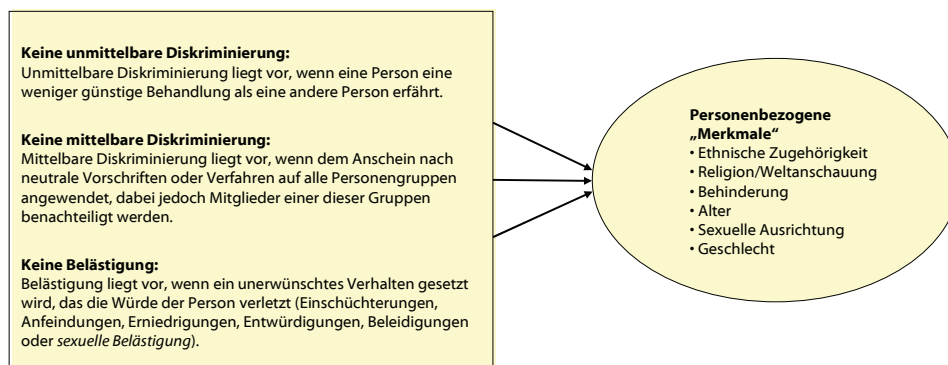 Keine unmittelbare Diskriminierung:
Unmittelbare Diskriminierung liegt vor, wenn eine Person eine
weniger günstige Behandlung als eine andere Person erfährt.
Keine mittelbare Diskriminierung:
Mittelbare Diskriminierung liegt vor, wenn dem Anschein nach
neutrale Vorschriften oder Verfahren auf alle Personengruppen
angewendet, dabei jedoch Mitglieder einer dieser Gruppen
benachteiligt werden.
Keine Belästigung:
Belästigung liegt vor, wenn ein unerwünschtes Verhalten gesetzt
wird, das die Würde der Person verletzt (Einschüchterungen,
Anfeindungen, Erniedrigungen, Entwürdigungen, Beleidigungen
oder sexuelle Belästigung).
Personenbezogene
„Merkmale“
• Ethnische Zugehörigkeit
• Religion/Weltanschauung
• Behinderung
• Alter
• Sexuelle Ausrichtung
• Geschlecht